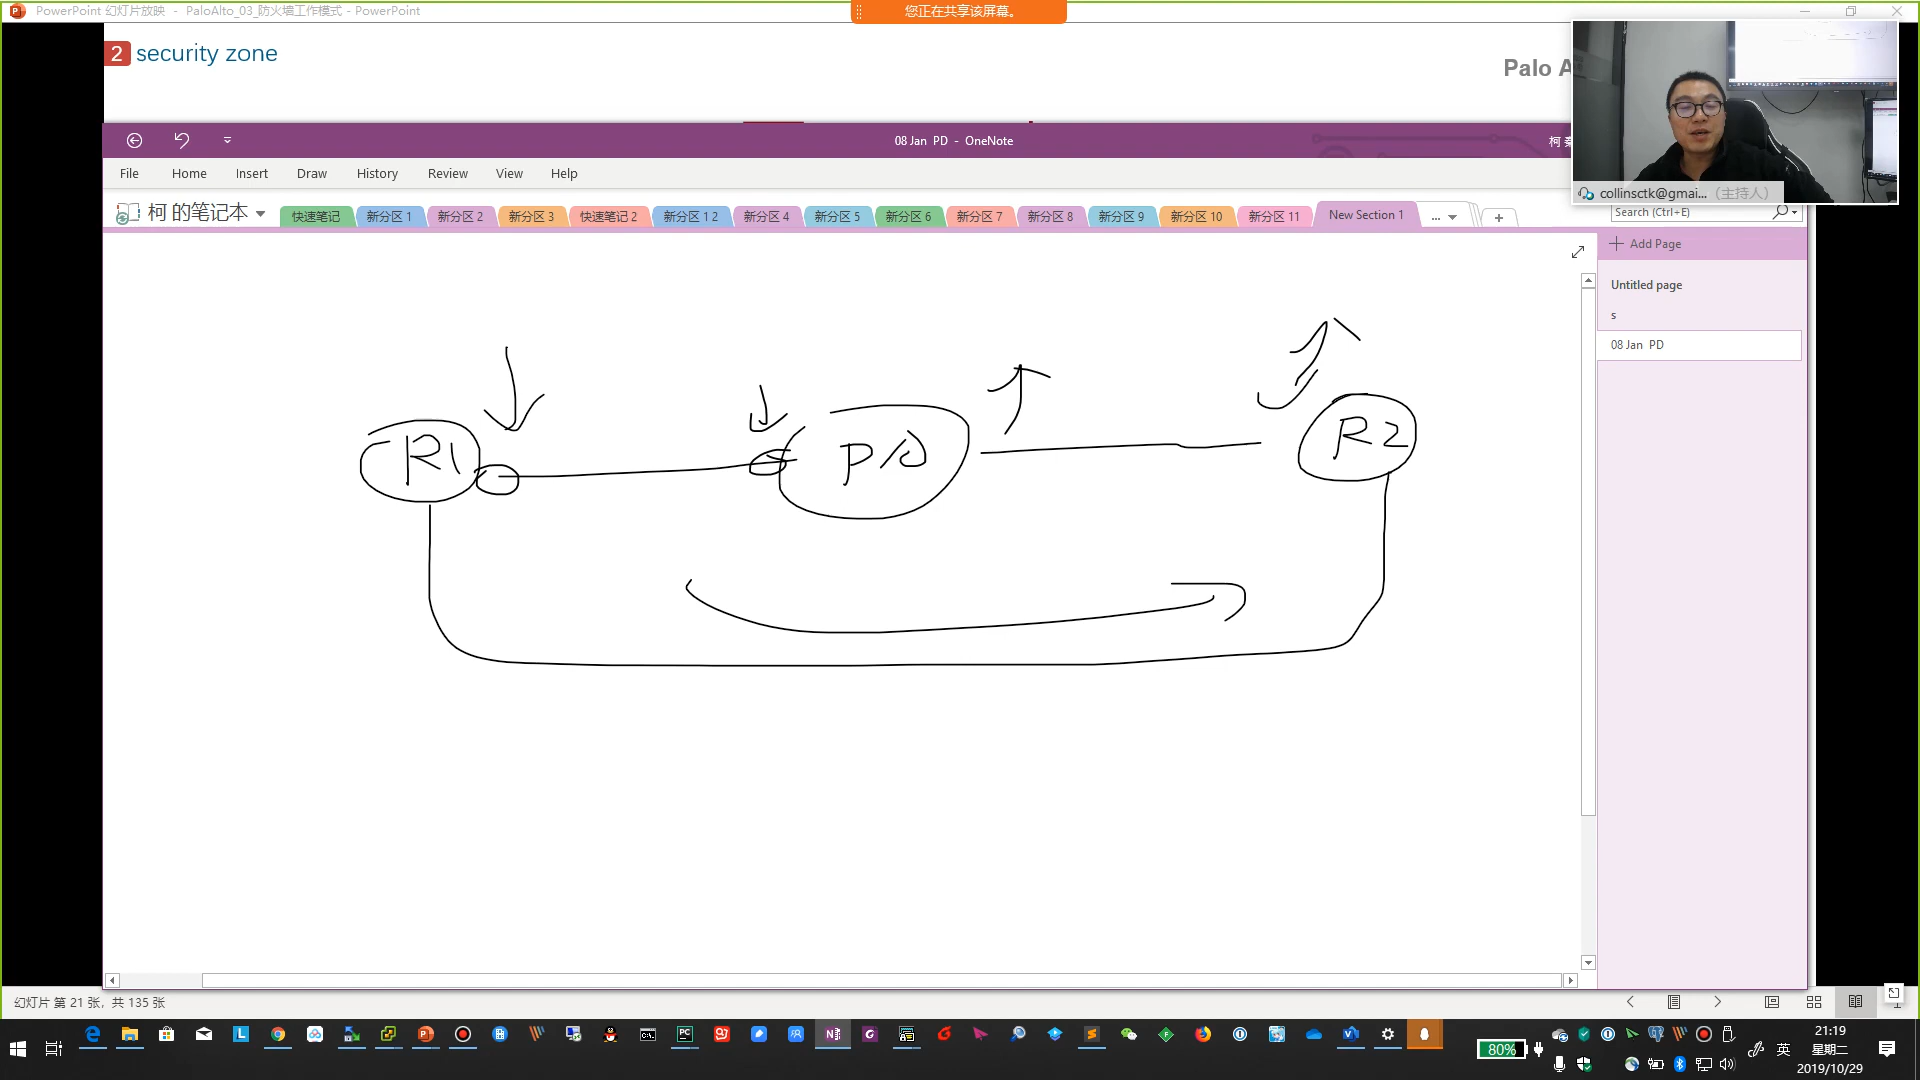 PowerPoint 幻灯片放映 - PaloAlto_03_防火墙工作模式 - PowerPoint
您正在共享该屏幕。
2 security zone
Palo A
08 Jan PD - OneNote
File Home Insert Draw History Review View Help
柯 的笔记本
快速笔记 新分区 1 新分区 2 新分区 3 快速笔记 2 新分区 1 2 新分区 4 新分区 5 新分区 6 新分区 7 新分区 8 新分区 9 新分区 10 新分区 11 New Section 1 ...
collinsctk@gmai... (主持人)
Search (Ctrl+E)
Add Page
Untitled page
s
08 Jan PD
R1
R2
幻灯片 第 21 张，共 135 张
80%
英
21:19
星期二
2019/10/29